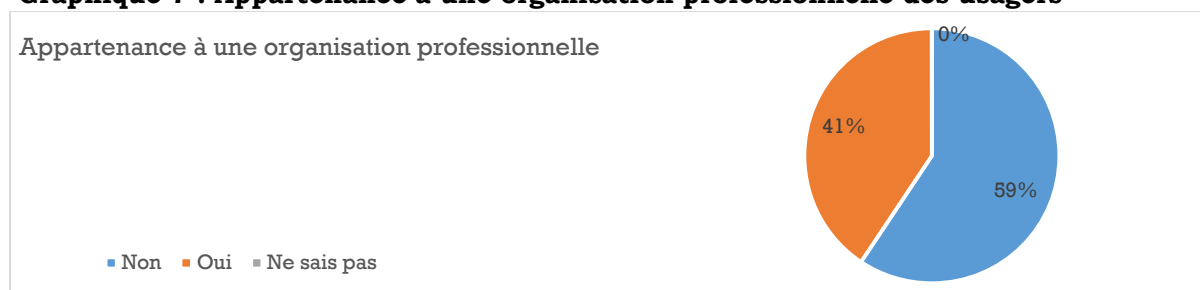 Graphique 7 : Appartenance à une organisation professionnelle des usagers
Appartenance à une organisation professionnelle
0%
41%
59%
Non Oui Ne sais pas